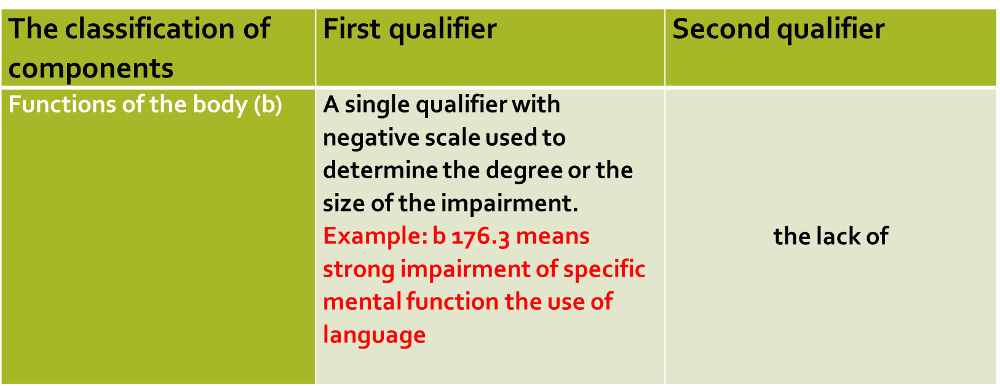 The classification of
components
First qualifier
Second qualifier
Functions of the body (b)
A single qualifier with
negative scale used to
determine the degree or the
size of the impairment.
Example: b 176.3 means
strong impairment of specific
mental function the use of
language
the lack of